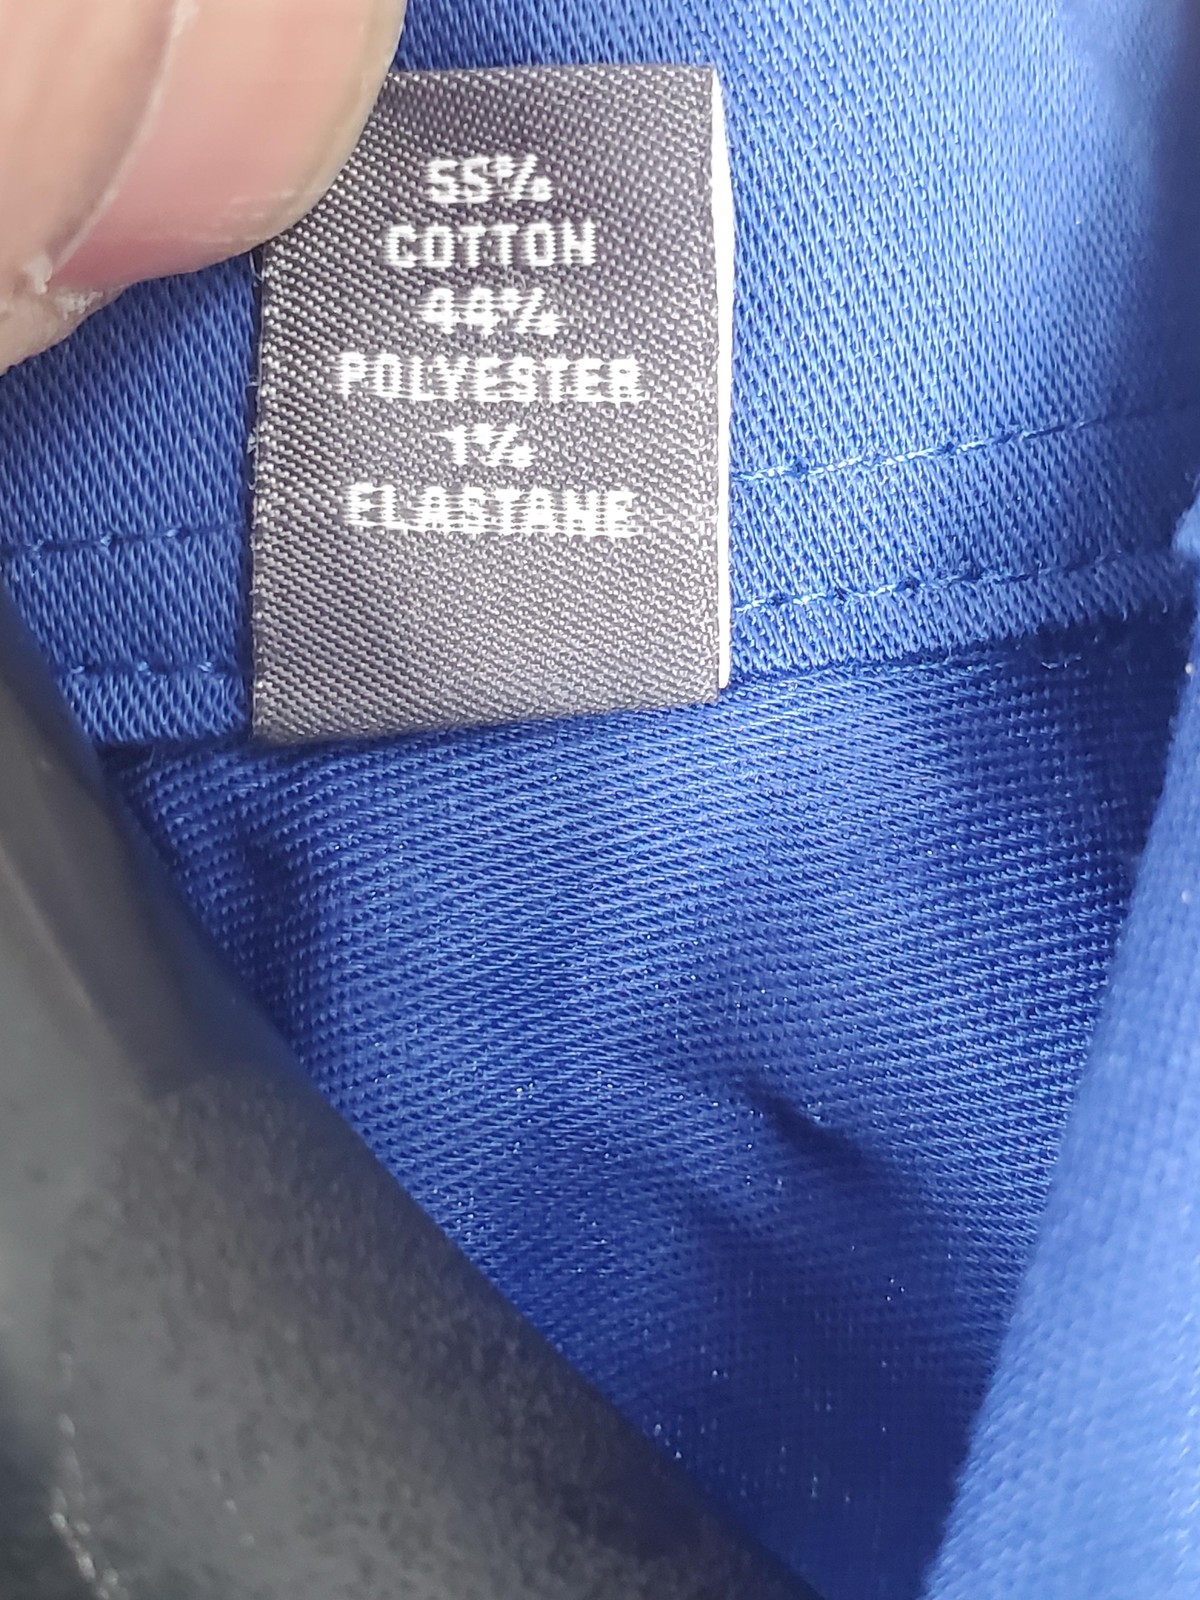 55%
COTTON
44%
POLYESTER
1%
ELASTANE